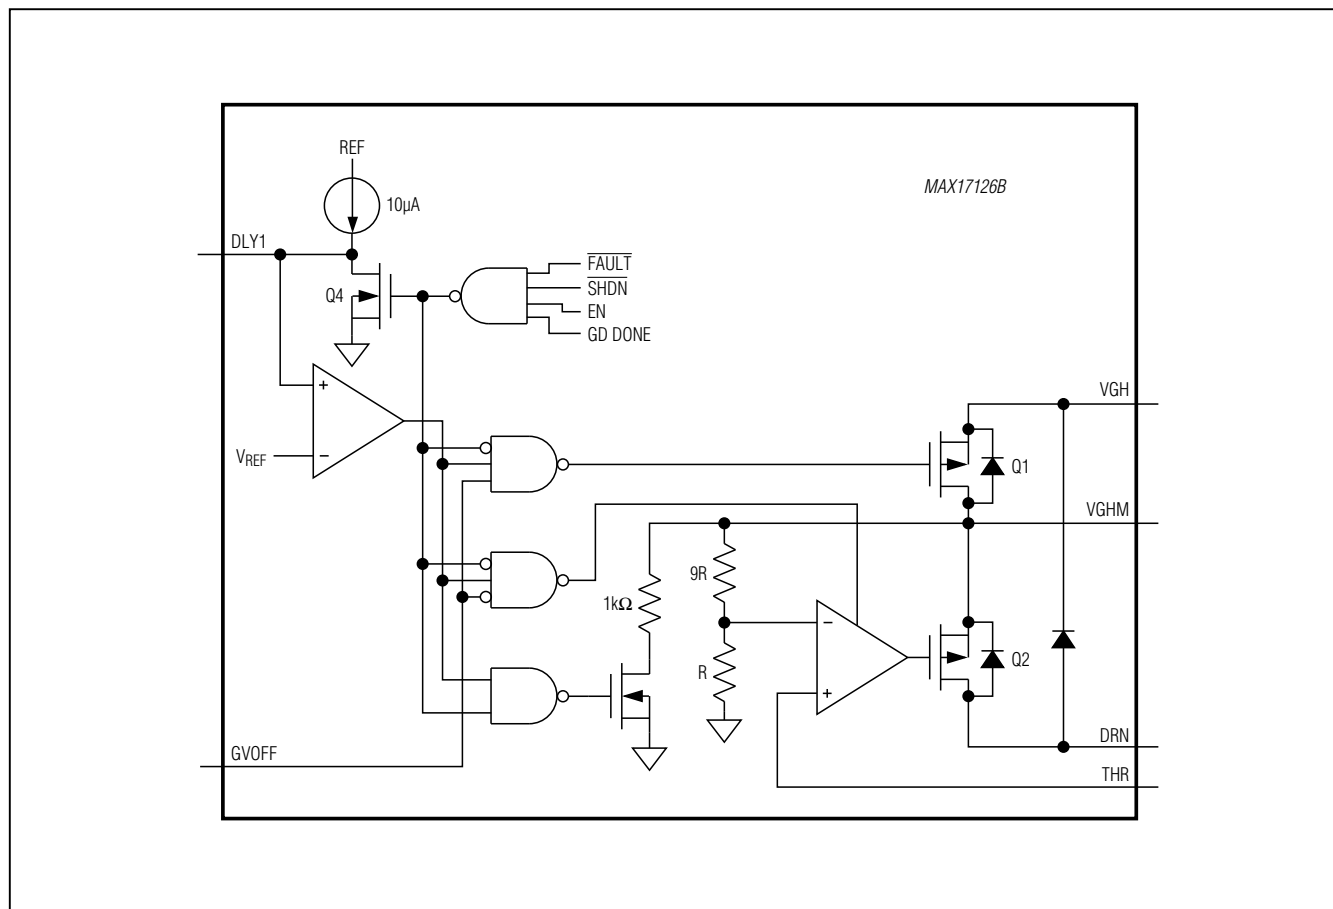 REF
MAX17126B
10µA
DLY1
FAULT
Q4
SHDN
EN
GD DONE
+
VGH
VREF
−
Q1
VGHM
9R
1kΩ
−
Q2
R
+
DRN
GVOFF
THR